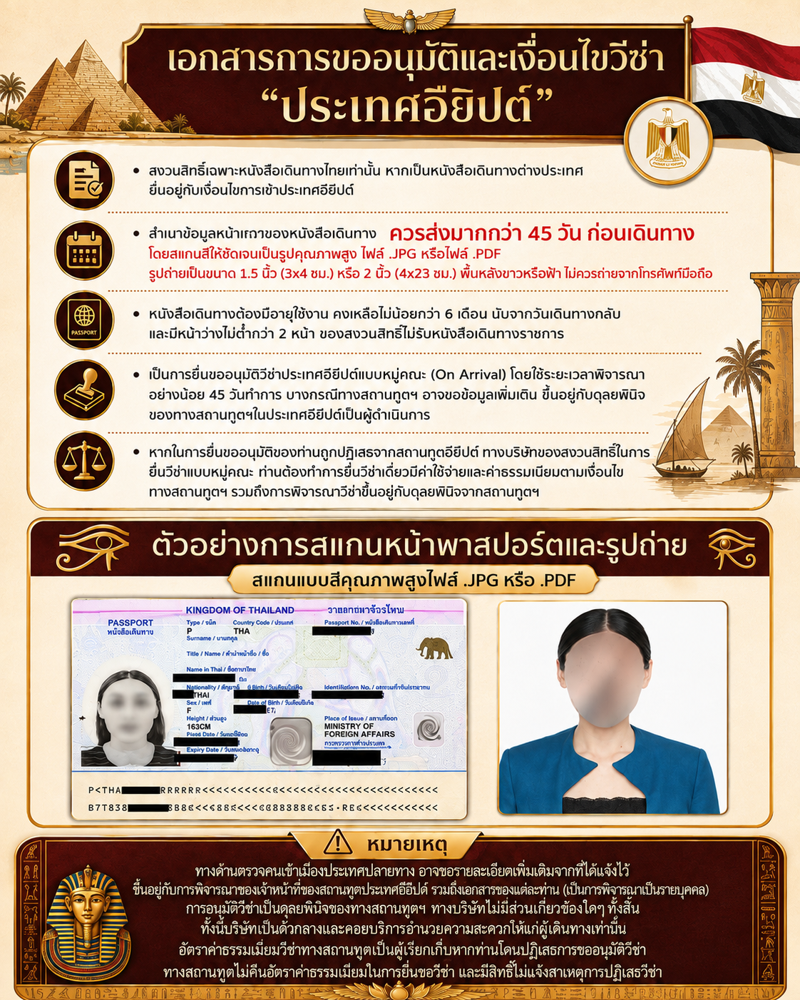 เอกสารการขออนุมัติและเงื่อนไขวีซ่า
“ประเทศอียิปต์”
• สงวนสิทธิ์เฉพาะหนังสือเดินทางไทยเท่านั้น หากเป็นหนังสือเดินทางต่างประเทศ
ยื่นอยู่กับเงื่อนไขการเข้าประเทศอียีปต์
• สำเนาข้อมูลหน้า ของหนังสือเดินทาง ควรส่งมากกว่า 45 วัน ก่อนเดินทาง
โดยสแกนสีให้ชัดเจนเป็นรูปคุณภาพสูง ไฟล์ .JPG หรือไฟล์ .PDF
รูปถ่ายเป็นขนาด 1.5 นิ้ว (3x4 ซม.) หรือ 2 นิ้ว (4x23 ซม.) พื้นหลังขาวหรือฟ้า ไม่ควรถ่ายจากโทรศัพท์มือถือ
PASSPORT
• หนังสือเดินทางต้องมีอายุใช้งาน คงเหลือไม่น้อยกว่า 6 เดือน นับจากวันเดินทางกลับ
และมีหน้าว่างไม่ต่ำกว่า 2 หน้า ของสงวนสิทธิ์ไม่รับหนังสือเดินทางราชการ
• เป็นการยื่นขออนุมัติวีซ่าประเทศอียีปต์แบบหมู่คณะ (On Arrival) โดยใช้ระยะเวลาพิจารณา
อย่างน้อย 45 วันทำการ บางกรณีทางสถานทูตฯ อาจขอข้อมูลเพิ่มเติน ขึ้นอยู่กับดุลยพินิจ
ของทางสถานทูตฯในประเทศอียีปต์เป็นผู้ดำเนินการ
• หากในการยื่นขออนุมัติของท่านถูกปฏิเสธจากสถานทูตอียีปต์ ทางบริษัทของสงวนสิทธิ์ในการ
ยื่นวีซ่าแบบหมู่คณะ ท่านต้องทำการยื่นวีซ่าเดี่ยวมีค่าใช้จ่ายและค่าธรรมเนียมตามเงื่อนไข
ทางสถานทูตฯ รวมถึงการพิจารณาวีซ่าขึ้นอยู่กับดุลยพินิจจากสถานทูตฯ
ตัวอย่างการสแกนหน้าพาสปอร์ตและรูปถ่าย
สแกนแบบสีคุณภาพสูงไฟส์ .JPG หรือ .PDF
KINGDOM OF THAILAND
PASSPORT
หนังสือเดินทาง
Type / ชนิด Country Code / Passport No. /
P THA
Surname /
Title / Name / คำนำหน้าชื่อ / ชื่อ
Name in Thai / ชื่อภาษาไทย
Nationality / Birth / Identification No. /
THAI
Sex / เพศ Date of Birth /
F
Height / ส่วนสูง Place of Issue /
163CM MINISTRY OF
FOREIGN AFFAIRS
Date /
Expiry Date /
P<THA RRRRRR<<<<<<<<<<
B7T838
หมายเหตุ
ทางด้านตรวจคนเข้าเมืองประเทศปลายทาง อาจขอรายละเอียดเพิ่มเติมจากที่ได้แจ้งไว้
ขึ้นอยู่กับการพิจารณาของเจ้าหน้าที่ของสถานทูตประเทศอียีปต์ รวมถึงเอกสารของแต่ละท่าน (เป็นการพิจารณาเป็นรายบุคคล)
การอนุมัติวีซ่าเป็นดุลยพินิจของทางสถานทูตฯ ทางบริษัทไม่มี่ส่วนเกี่ยวข้องใดๆ ทั้งสิ้น
ทั้งนี้บริษัทเป็นตัวกลางและคอยบริการอำนวยความสะดวกให้แก่ผู้เดินทางเท่านั้น
อัตราค่าธรรมเมี่ยมวีซ่าทางสถานทูตเป็นผู้เรียกเก็บหากท่านโดนปฏิเสธการขออนุมัติวีซ่า
ทางสถานทูตไม่คืนอัตราค่าธรรมเมียมในการยื่นขอวีซ่า และมีสิทธิ์ไม่แจ้งสาเหตุการปฏิเสธวีซ่า